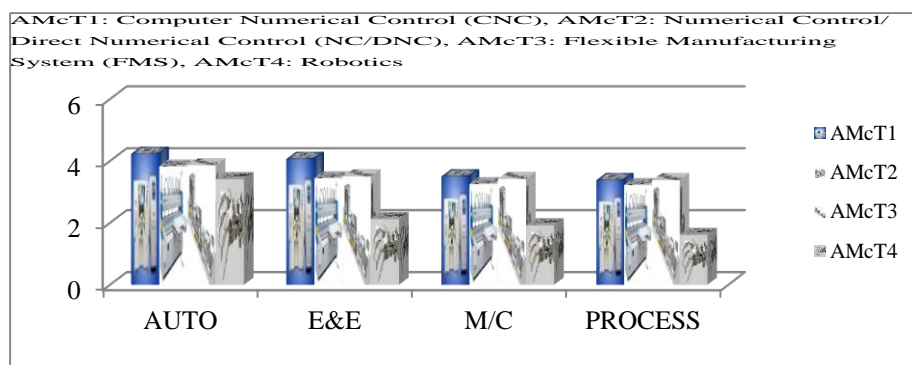 AMcT1: Computer Numerical Control (CNC), AMcT2: Numerical Control/
Direct Numerical Control (NC/DNC), AMcT3: Flexible Manufacturing
System (FMS), AMcT4: Robotics
6
4
2
0
AUTO
E&E
M/C
PROCESS
AMcT1
AMcT2
AMcT3
AMcT4